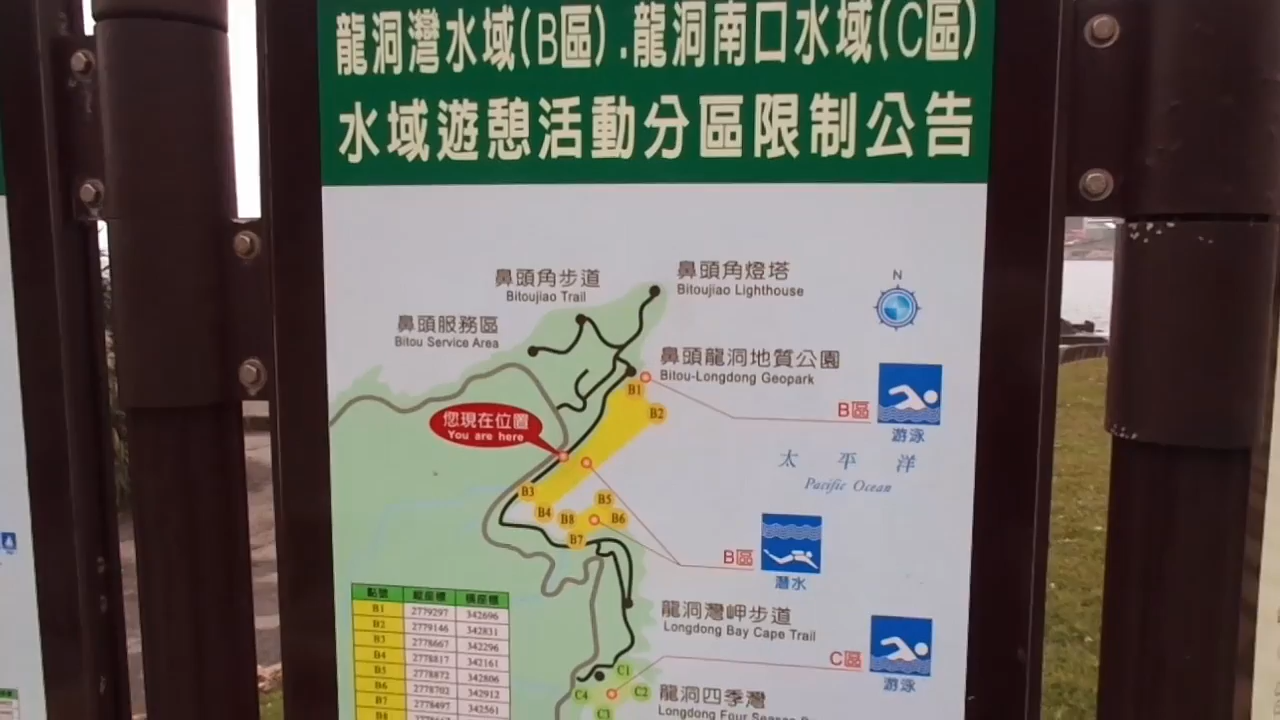 龍洞灣水域(B區).龍洞南口水域(C區)
水域遊憩活動分區限制公告
鼻頭角步道
Bitoujiao Trail
鼻頭角燈塔
Bitoujiao Lighthouse
N
鼻頭服務區
Bitou Service Area
鼻頭龍洞地質公園
Bitou-Longdong Geopark
B1
B2
B區
游泳
您現在位置
You are here
太平洋
Pacific Ocean
B3
B4
B5
B8
B6
B7
B區
潛水
點號 縱座標 橫座標
B1 2779297 342696
B2 2779146 342831
B3 2778667 342296
B4 2778817 342161
B5 2778872 342806
B6 2778702 342912
B7 2778497 342561
B8
龍洞灣岬步道
Longdong Bay Cape Trail
C區
游泳
C1
C4
C2
C3
龍洞四季灣
Longdong Four Season